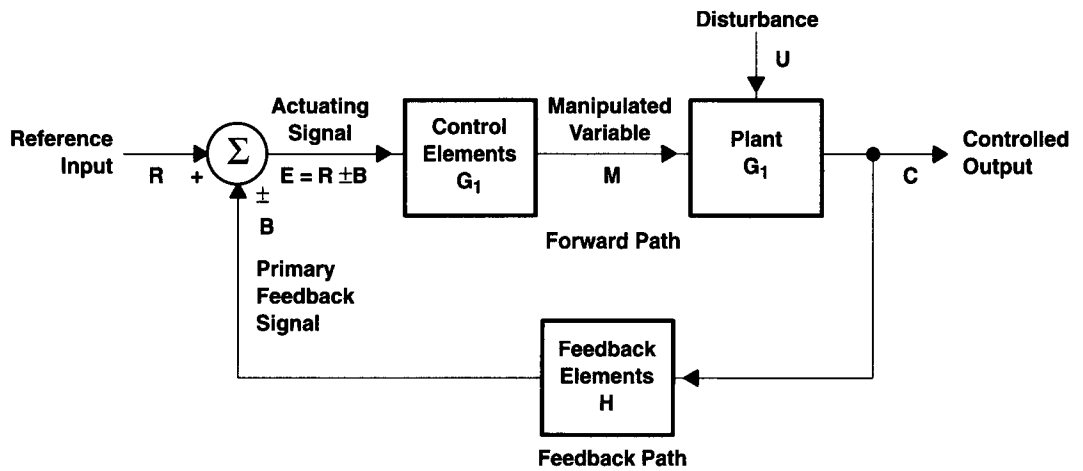 Disturbance
U
Reference
Input
R
+
Σ
±
B
Actuating
Signal
E = R ±B
Control
Elements
G₁
Manipulated
Variable
M
Plant
G₁
C
Controlled
Output
Forward Path
Primary
Feedback
Signal
Feedback
Elements
H
Feedback Path